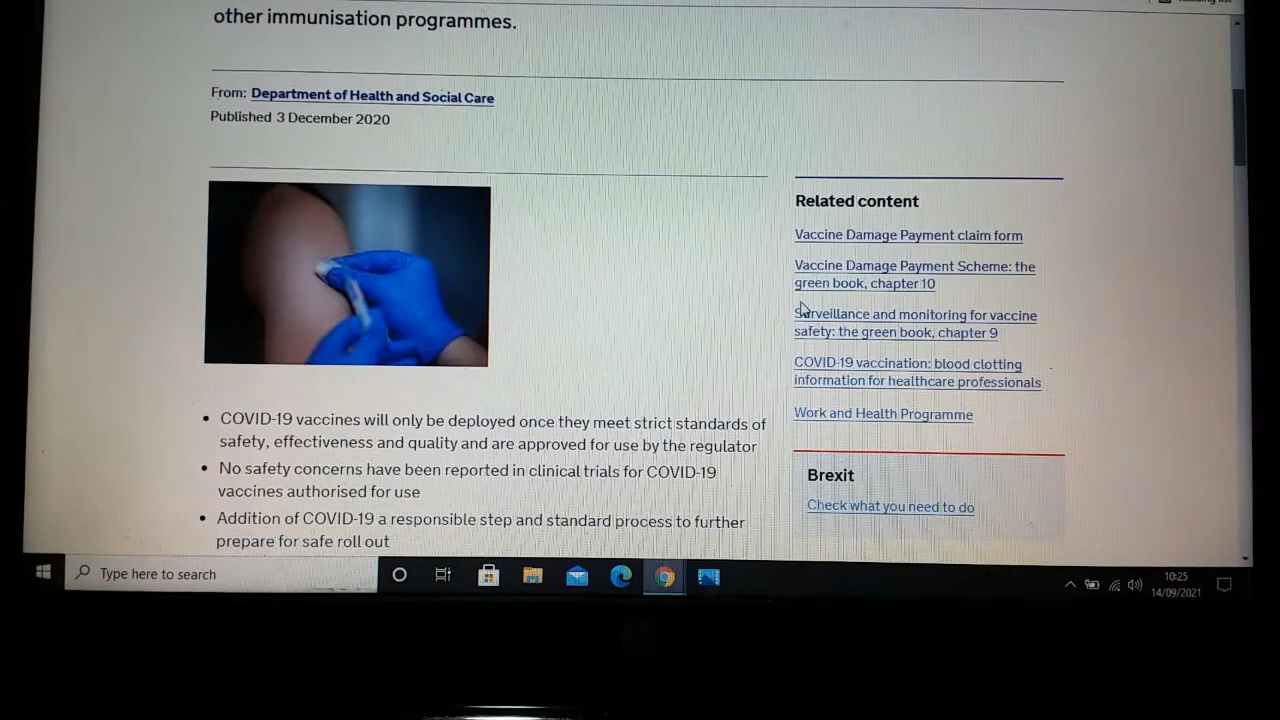 other immunisation programmes.
From: Department of Health and Social Care
Published 3 December 2020
Related content
Vaccine Damage Payment claim form
Vaccine Damage Payment Scheme: the
green book, chapter 10
Surveillance and monitoring for vaccine
safety: the green book, chapter 9
COVID-19 vaccination: blood clotting
information for healthcare professionals
Work and Health Programme
COVID-19 vaccines will only be deployed once they meet strict standards of
safety, effectiveness and quality and are approved for use by the regulator
No safety concerns have been reported in clinical trials for COVID-19
vaccines authorised for use
Addition of COVID-19 a responsible step and standard process to further
prepare for safe roll out
Brexit
Check what you need to do
Type here to search
10:25
14/09/2021